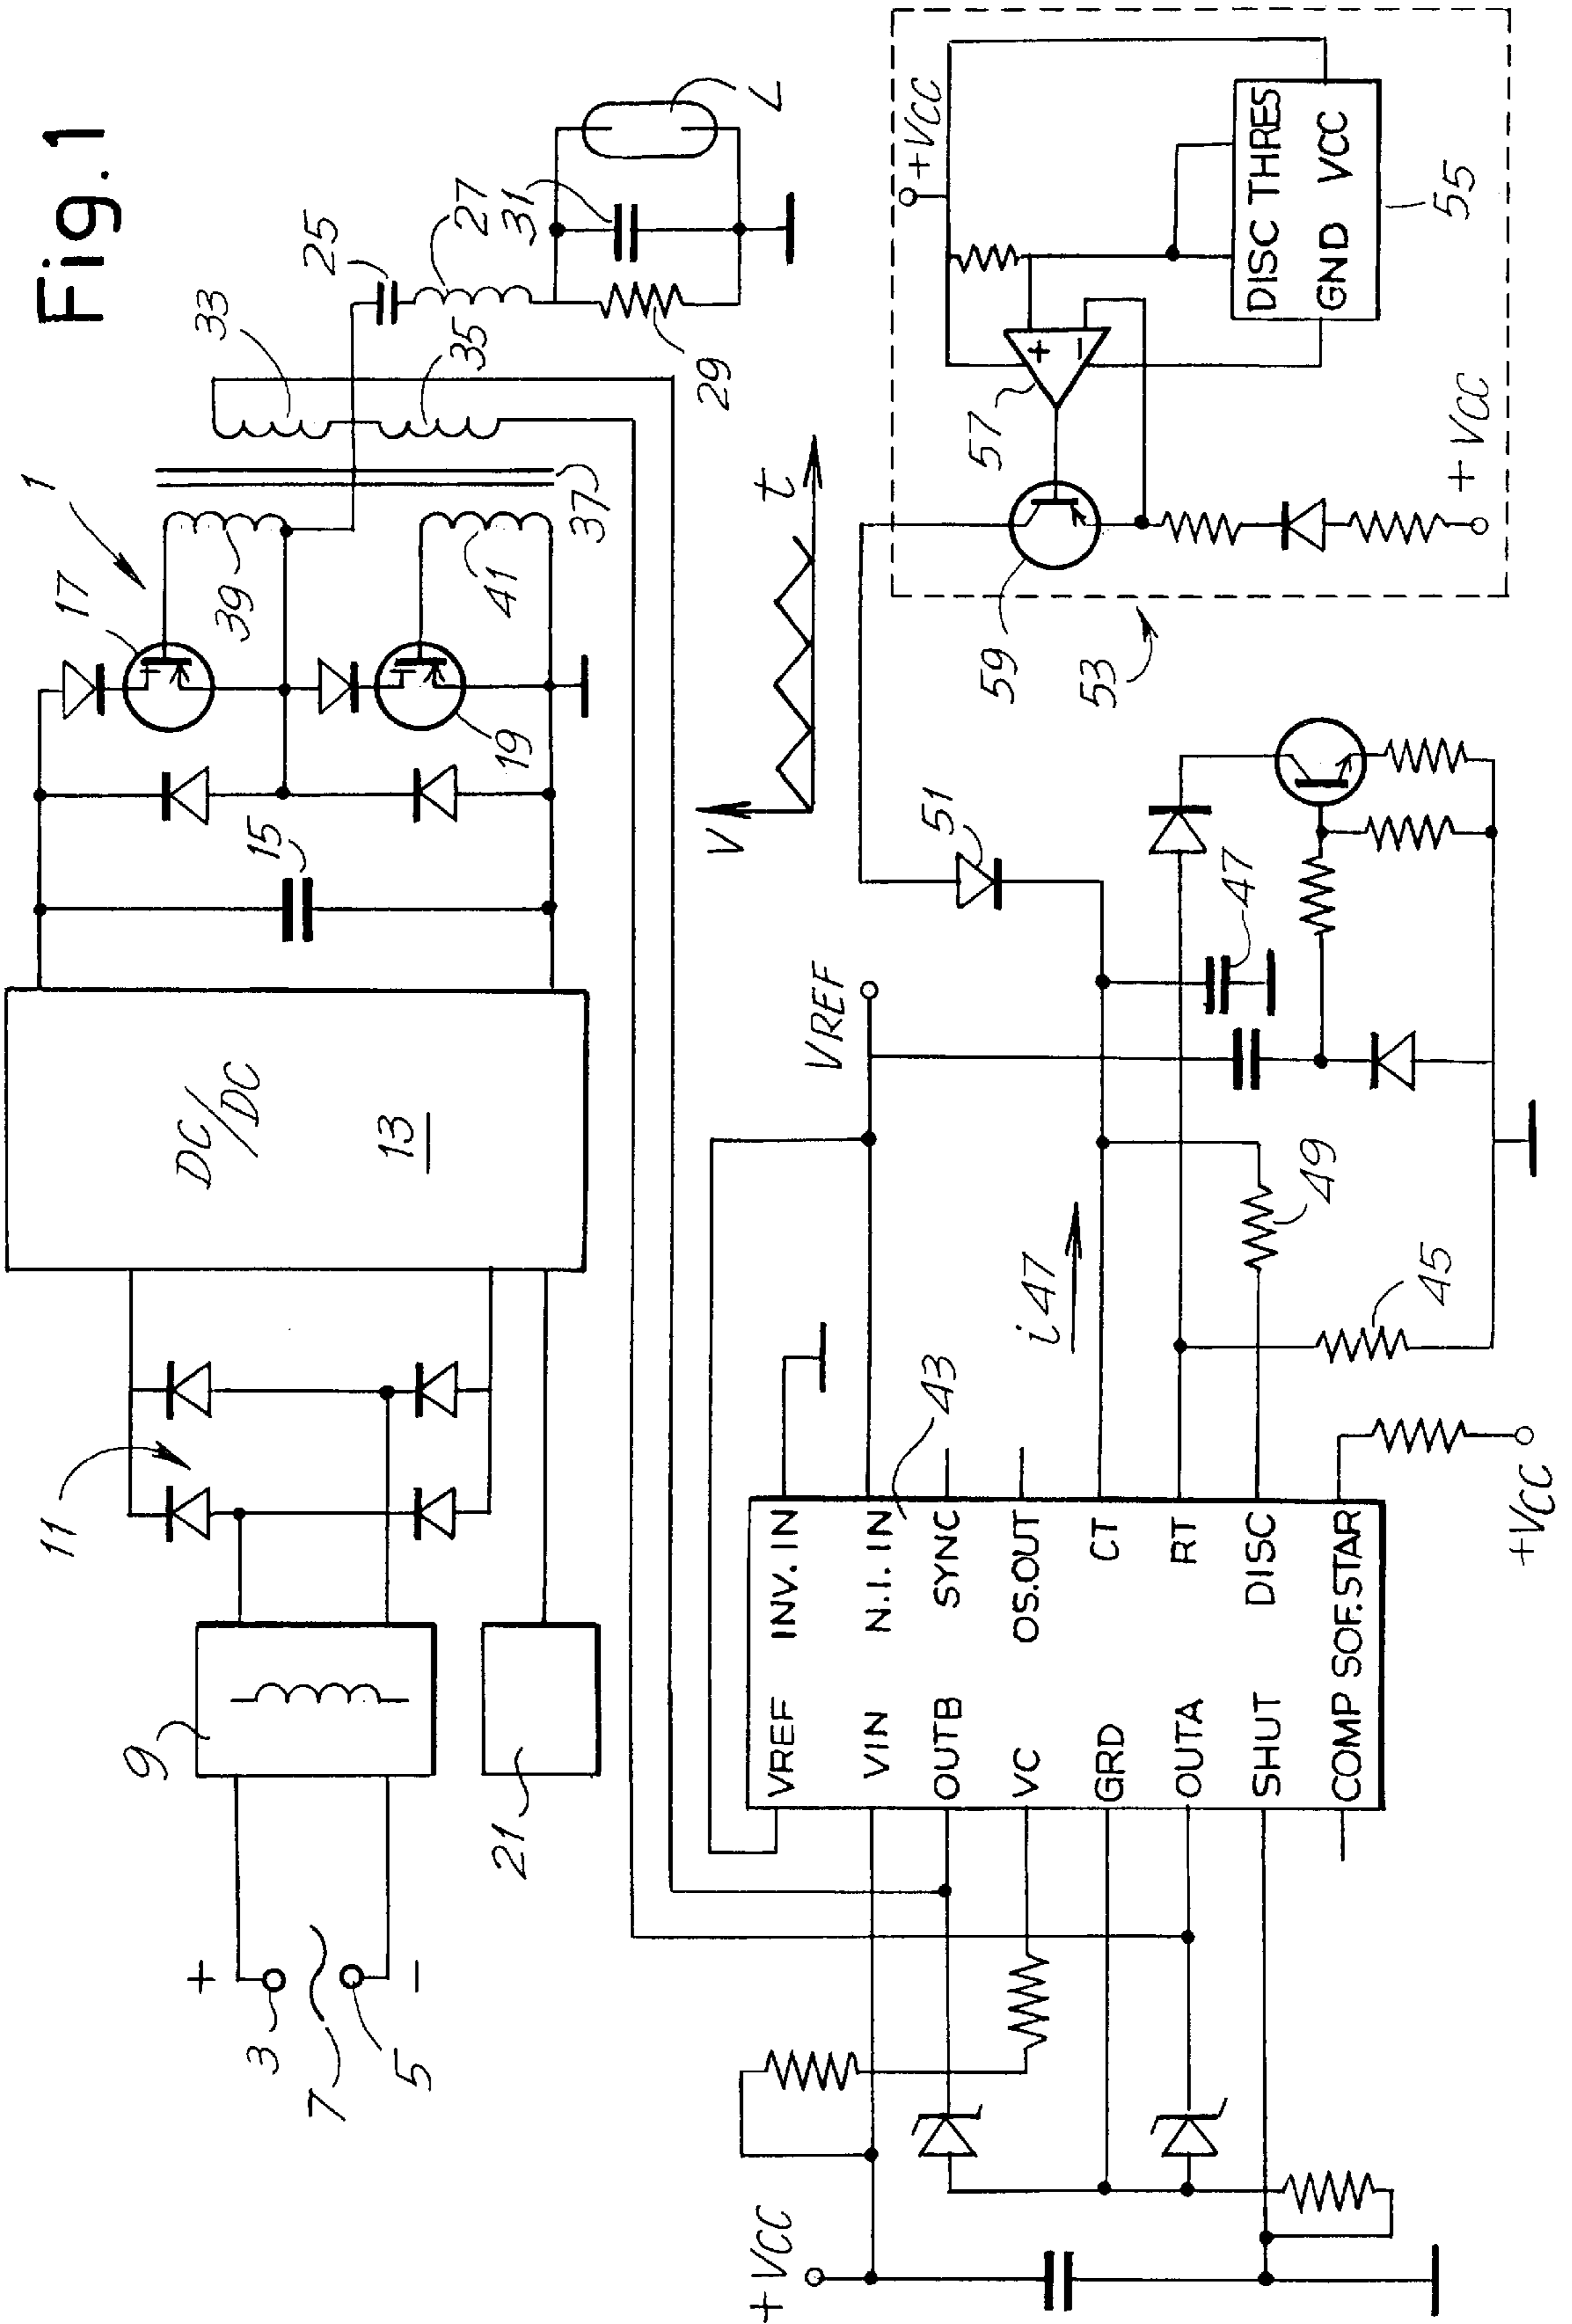 Fig.1
1
17
33
25
27
31
L
39
35
29
37
41
19
15
DC/DC
13
11
9
21
+
3
7
5
−
V
t
+VCC
57
+
−
DISC THRES
GND VCC
55
59
53
+VCC
51
47
VREF
49
45
i47
43
VREF INV. IN
VIN N.I. IN
OUTB SYNC
VC OS.OUT
GRD CT
OUTA RT
SHUT DISC
COMP SOF.STAR
+VCC
+VCC